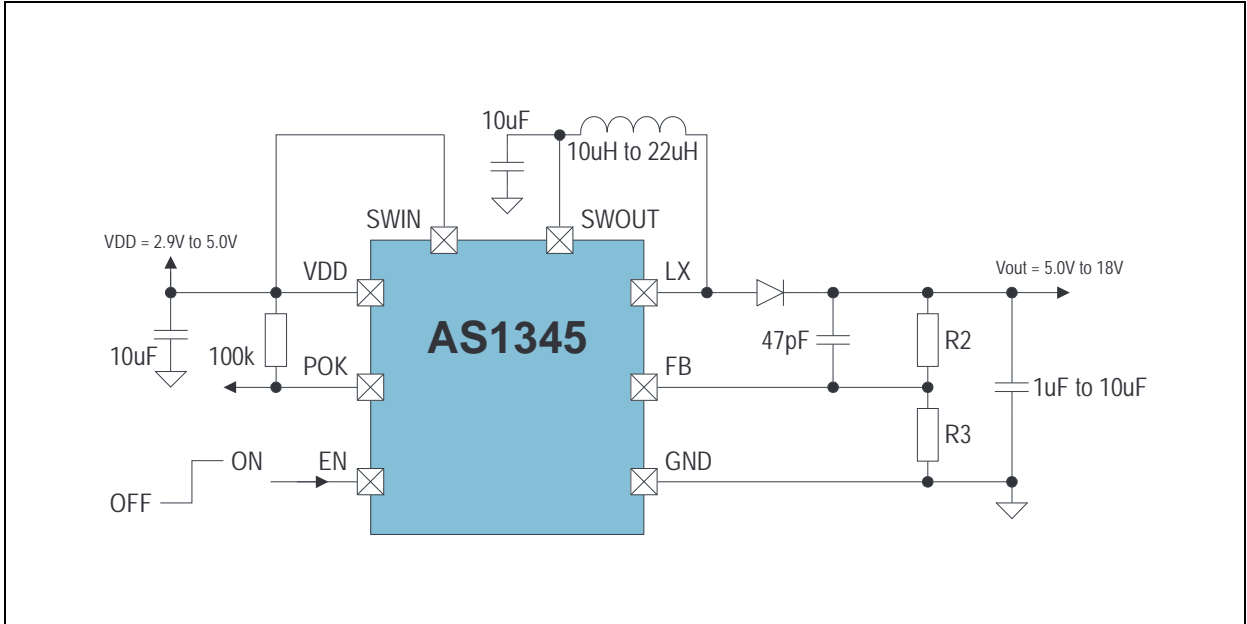 10uF
10uH to 22uH
SWIN
SWOUT
VDD = 2.9V to 5.0V
VDD
LX
Vout = 5.0V to 18V
AS1345
10uF
100k
POK
47pF
FB
R2
1uF to 10uF
R3
ON
EN
GND
OFF